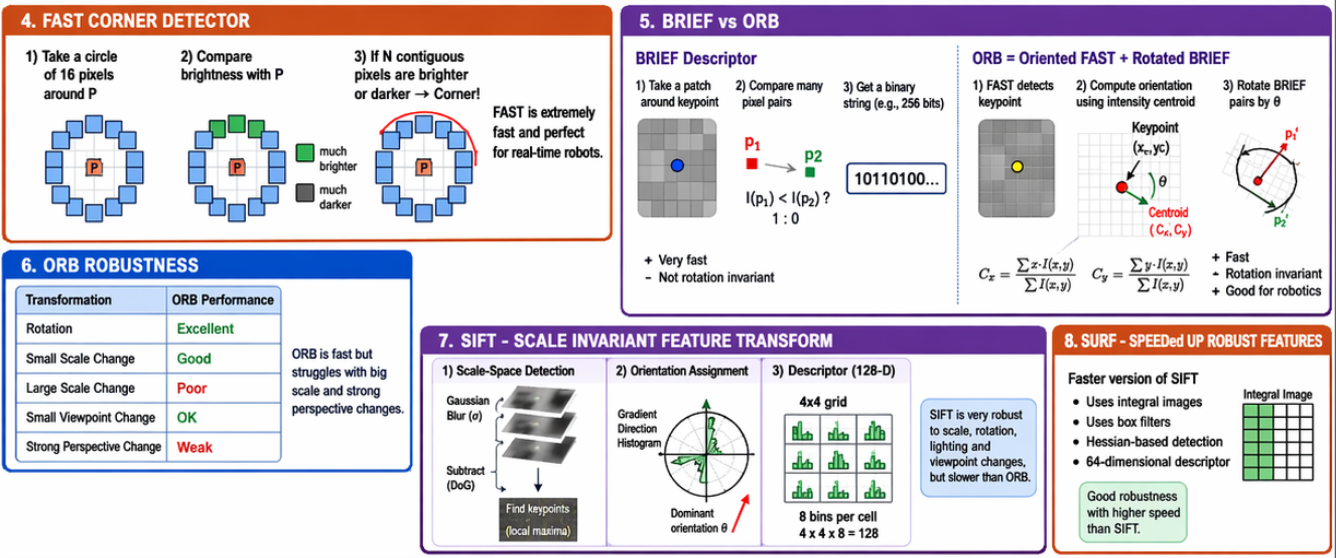 4. FAST CORNER DETECTOR
1) Take a circle
of 16 pixels
around P
P
2) Compare
brightness with P
P
much
brighter
much
darker
3) If N contiguous
pixels are brighter
or darker → Corner!
P
FAST is extremely
fast and perfect
for real-time robots.
5. BRIEF vs ORB
BRIEF Descriptor
1) Take a patch
around keypoint
2) Compare many
pixel pairs
p1
p2
I(p₁) < I(p₂) ?
1 : 0
3) Get a binary
string (e.g., 256 bits)
10110100...
+ Very fast
− Not rotation invariant
ORB = Oriented FAST + Rotated BRIEF
1) FAST detects
keypoint
2) Compute orientation
using intensity centroid
Keypoint
(x꜀, yc)
θ
Centroid
(Cₓ, Cᵧ)
3) Rotate BRIEF
pairs by θ
p₁'
p₂'
Cₓ = ∑ x·I(x,y) / ∑ I(x,y)
Cᵧ = ∑ y·I(x,y) / ∑ I(x,y)
+ Fast
- Rotation invariant
+ Good for robotics
6. ORB ROBUSTNESS
Transformation ORB Performance
Rotation Excellent
Small Scale Change Good
Large Scale Change Poor
Small Viewpoint Change OK
Strong Perspective Change Weak
ORB is fast but
struggles with big
scale and strong
perspective changes.
7. SIFT - SCALE INVARIANT FEATURE TRANSFORM
1) Scale-Space Detection
Gaussian
Blur (σ)
Subtract
(DoG)
Find keypoints
(local maxima)
2) Orientation Assignment
Gradient
Direction
Histogram
Dominant
orientation θ
3) Descriptor (128-D)
4x4 grid
8 bins per cell
4 x 4 x 8 = 128
SIFT is very robust
to scale, rotation,
lighting and
viewpoint changes,
but slower than ORB.
8. SURF - SPEEDed UP ROBUST FEATURES
Faster version of SIFT
• Uses integral images
• Uses box filters
• Hessian-based detection
• 64-dimensional descriptor
Integral Image
Good robustness
with higher speed
than SIFT.